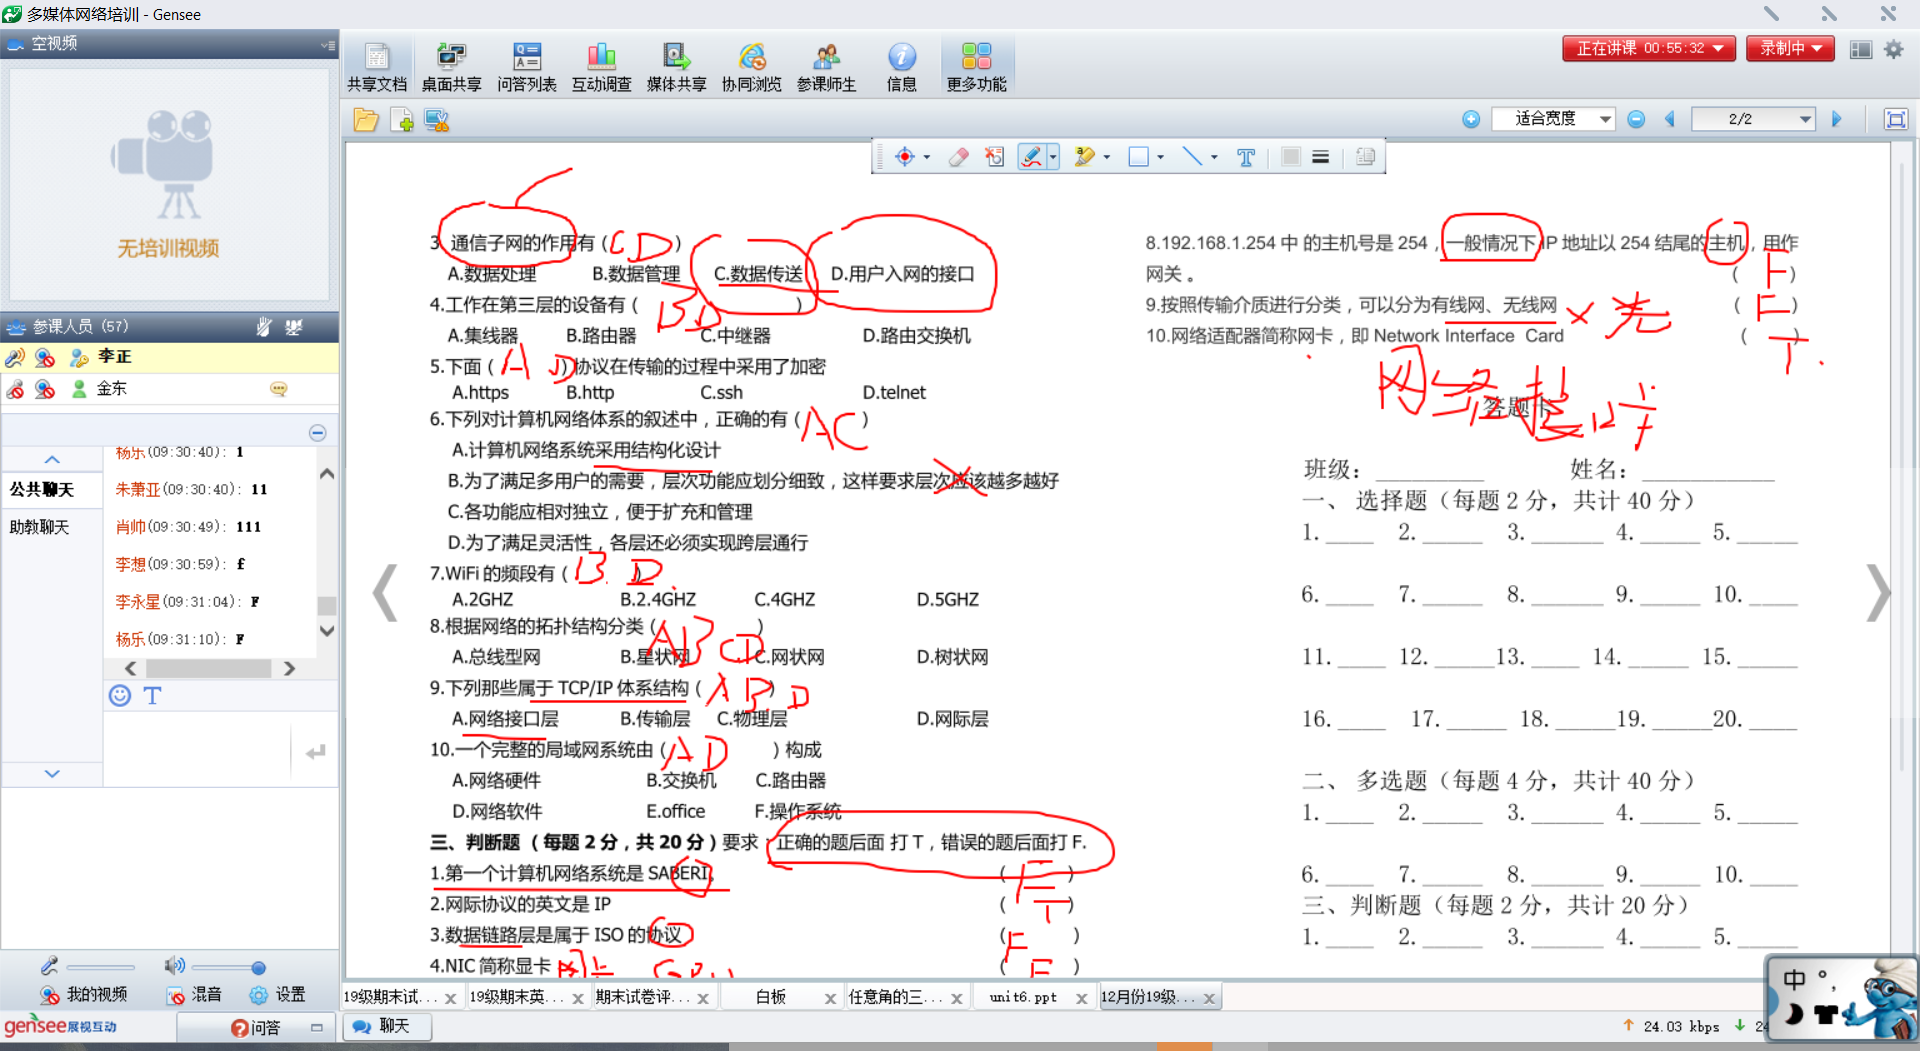 多媒体网络培训 - Gensee
空视频
无培训视频
参课人员 (57)
李正
金东
公共聊天
助教聊天
杨乐(09:30:40): 1
朱萧亚(09:30:40): 11
肖帅(09:30:49): 111
李想(09:30:59): f
李永星(09:31:04): F
杨乐(09:31:10): F
我的视频 混音 设置
gensee展视互动
问答
共享文档 桌面共享 问答列表 互动调查 媒体共享 协同浏览 参课师生 信息 更多功能
正在讲课 00:55:32 录制中
适合宽度 2/2
3. 通信子网的作用有 ( C D )
A.数据处理 B.数据管理 C.数据传送 D.用户入网的接口
4.工作在第三层的设备有 ( B D )
A.集线器 B.路由器 C.中继器 D.路由交换机
5.下面 ( A D ) 协议在传输的过程中采用了加密
A.https B.http C.ssh D.telnet
6.下列对计算机网络体系的叙述中，正确的有 ( AC )
A.计算机网络系统采用结构化设计
B.为了满足多用户的需要，层次功能应划分细致，这样要求层次应该越多越好
C.各功能应相对独立，便于扩充和管理
D.为了满足灵活性，各层还必须实现跨层通行
7.WiFi 的频段有 ( B. D )
A.2GHZ B.2.4GHZ C.4GHZ D.5GHZ
8.根据网络的拓扑结构分类 ( AB CD )
A.总线型网 B.星状网 C.网状网 D.树状网
9.下列那些属于 TCP/IP 体系结构 ( A B. D )
A.网络接口层 B.传输层 C.物理层 D.网际层
10.一个完整的局域网系统由 ( A D ) 构成
A.网络硬件 B.交换机 C.路由器
D.网络软件 E.office F.操作系统
三、判断题 ( 每题 2 分，共 20 分 ) 要求：正确的题后面 打 T，错误的题后面打 F.
1.第一个计算机网络系统是 SABERI. ( F )
2.网际协议的英文是 IP ( T )
3.数据链路层是属于 ISO 的协议 ( F )
4.NIC 简称显卡 网卡 GPU ( F )
8.192.168.1.254 中 的主机号是 254，一般情况下 IP 地址以 254 结尾的主机，用作
网关 。 ( F )
9.按照传输介质进行分类，可以分为有线网、无线网 × 光 ( F )
10.网络适配器简称网卡，即 Network Interface Card ( T )
网络接口卡
答题卡
班级： 姓名：
一、 选择题（每题 2 分，共计 40 分）
1. 2. 3. 4. 5.
6. 7. 8. 9. 10.
11. 12. 13. 14. 15.
16. 17. 18. 19. 20.
二、 多选题（每题 4 分，共计 40 分）
1. 2. 3. 4. 5.
6. 7. 8. 9. 10.
三、判断题（每题 2 分，共计 20 分）
1. 2. 3. 4. 5.
19级期末试... 19级期末英... 期末试卷评... 白板 任意角的三... unit6.ppt 12月份19级...
聊天
24.03 kbps
中